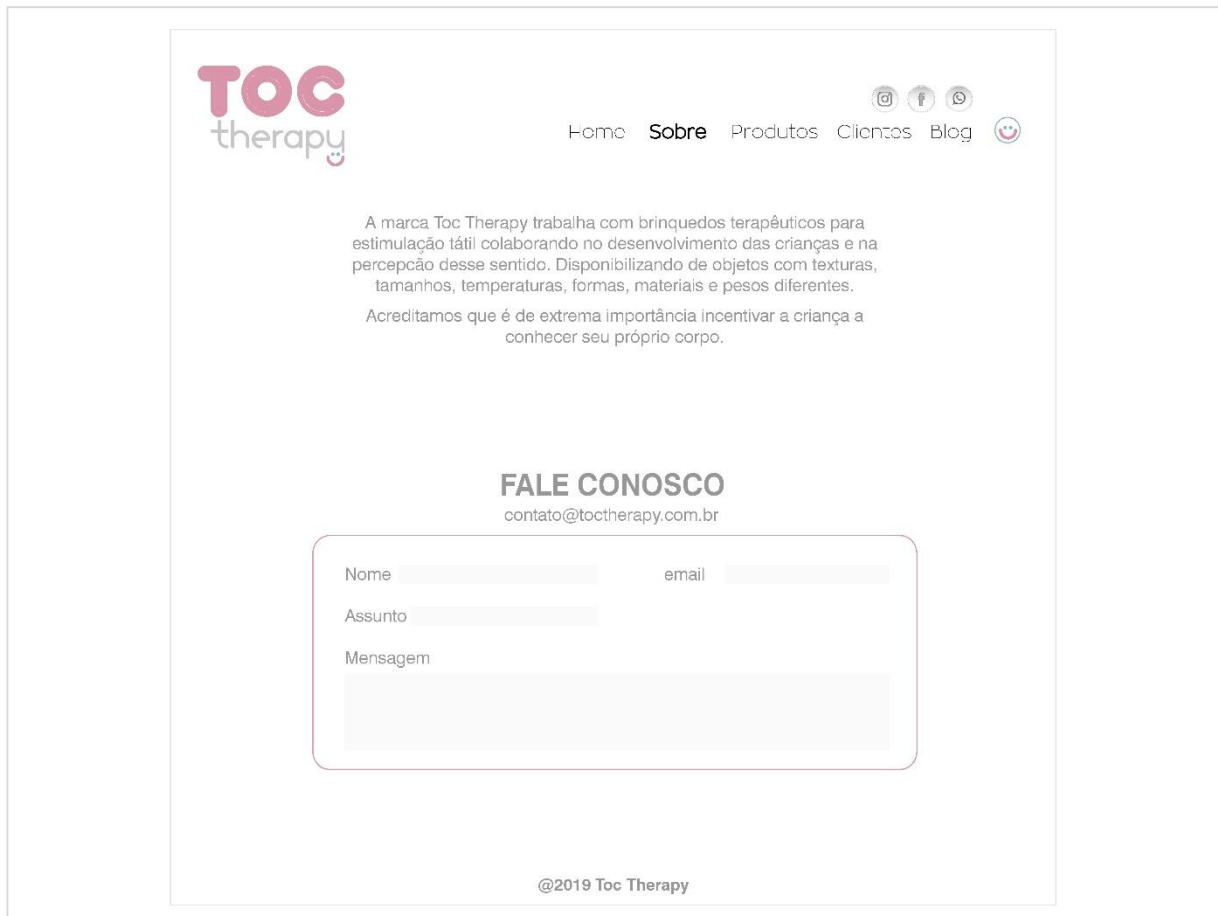 TOC
therapy
Home Sobre Produtos Clientes Blog
A marca Toc Therapy trabalha com brinquedos terapêuticos para
estimulação tátil colaborando no desenvolvimento das crianças e na
percepcão desse sentido. Disponibilizando de objetos com texturas,
tamanhos, temperaturas, formas, materiais e pesos diferentes.
Acreditamos que é de extrema importância incentivar a criança a
conhecer seu próprio corpo.
FALE CONOSCO
contato@toctherapy.com.br
Nome email
Assunto
Mensagem
@2019 Toc Therapy